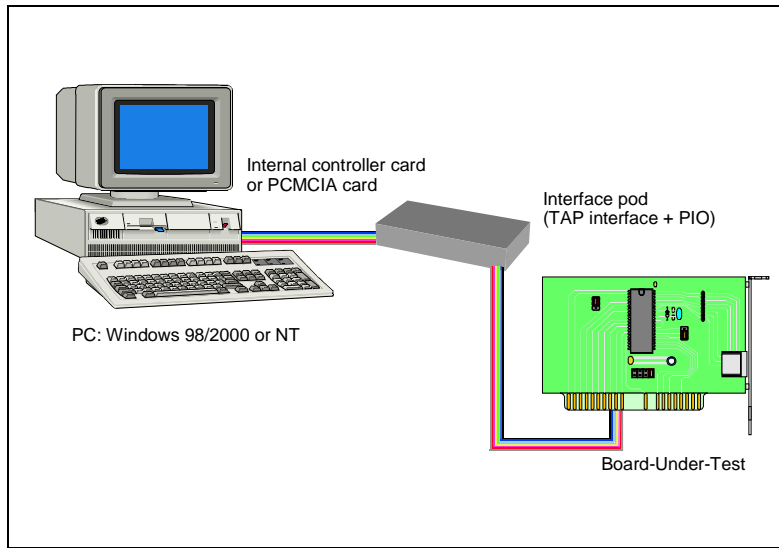 Internal controller card
or PCMCIA card
Interface pod
(TAP interface + PIO)
PC: Windows 98/2000 or NT
Board-Under-Test